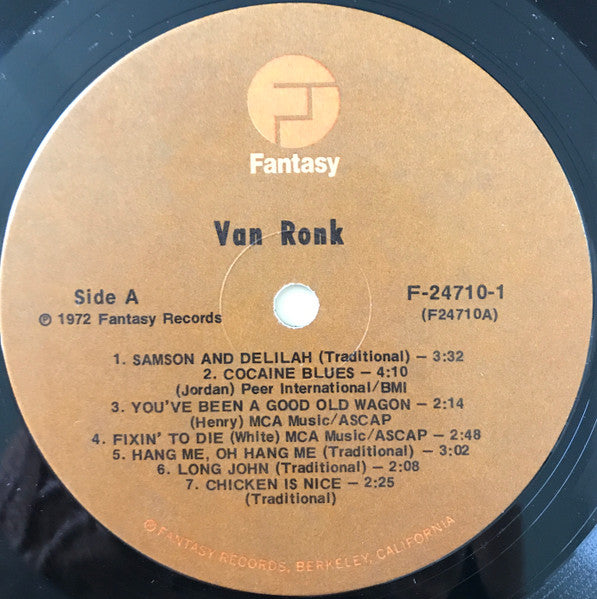 Fantasy
Van Ronk
Side A
℗ 1972 Fantasy Records
F-24710-1
(F24710A)
1. SAMSON AND DELILAH (Traditional) – 3:32
2. COCAINE BLUES – 4:10
(Jordan) Peer International/BMI
3. YOU'VE BEEN A GOOD OLD WAGON – 2:14
(Henry) MCA Music/ASCAP
4. FIXIN' TO DIE (White) MCA Music/ASCAP – 2:48
5. HANG ME, OH HANG ME (Traditional) – 3:02
6. LONG JOHN (Traditional) – 2:08
7. CHICKEN IS NICE – 2:25
(Traditional)
©FANTASY RECORDS, BERKELEY, CALIFORNIA